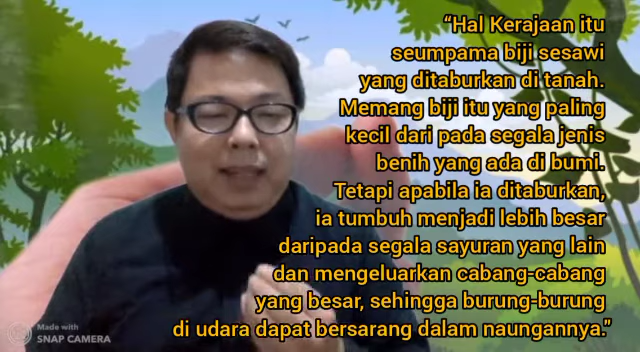 “Hal Kerajaan itu
seumpama biji sesawi
yang ditaburkan di tanah.
Memang biji itu yang paling
kecil dari pada segala jenis
benih yang ada di bumi.
Tetapi apabila ia ditaburkan,
ia tumbuh menjadi lebih besar
daripada segala sayuran yang lain
dan mengeluarkan cabang-cabang
yang besar, sehingga burung-burung
di udara dapat bersarang dalam naungannya.”
Made with
SNAP CAMERA